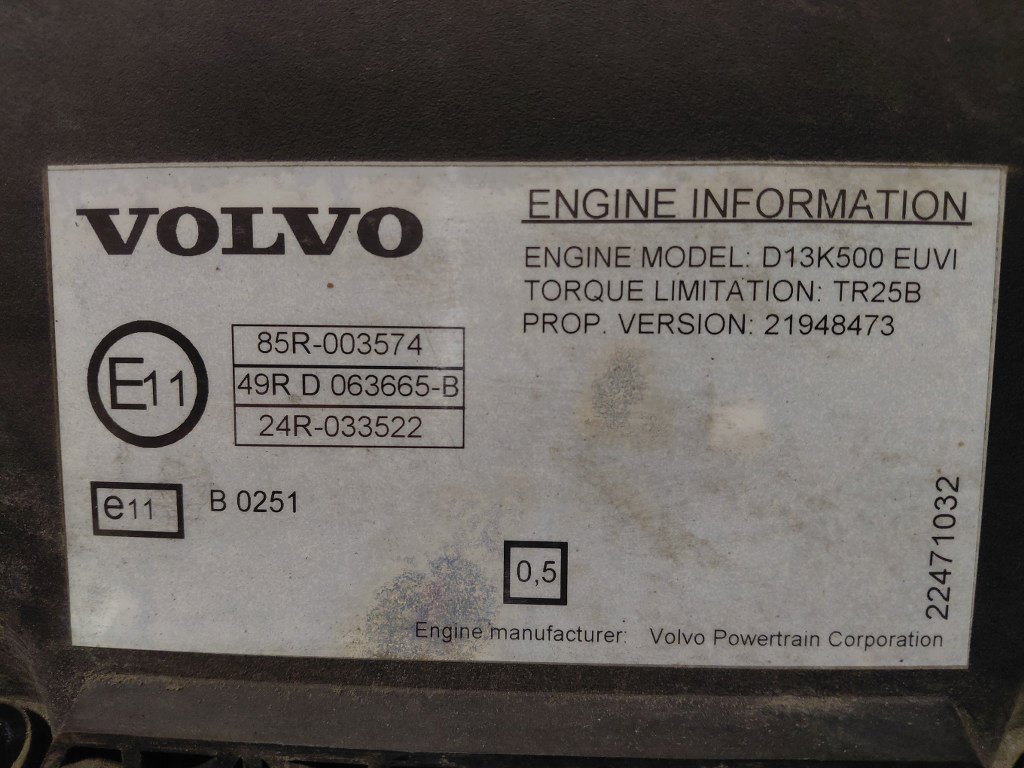 VOLVO
ENGINE INFORMATION
ENGINE MODEL: D13K500 EUVI
TORQUE LIMITATION: TR25B
PROP. VERSION: 21948473
E11
85R-003574
49R D 063665-B
24R-033522
e11
B 0251
0,5
22471032
Engine manufacturer: Volvo Powertrain Corporation